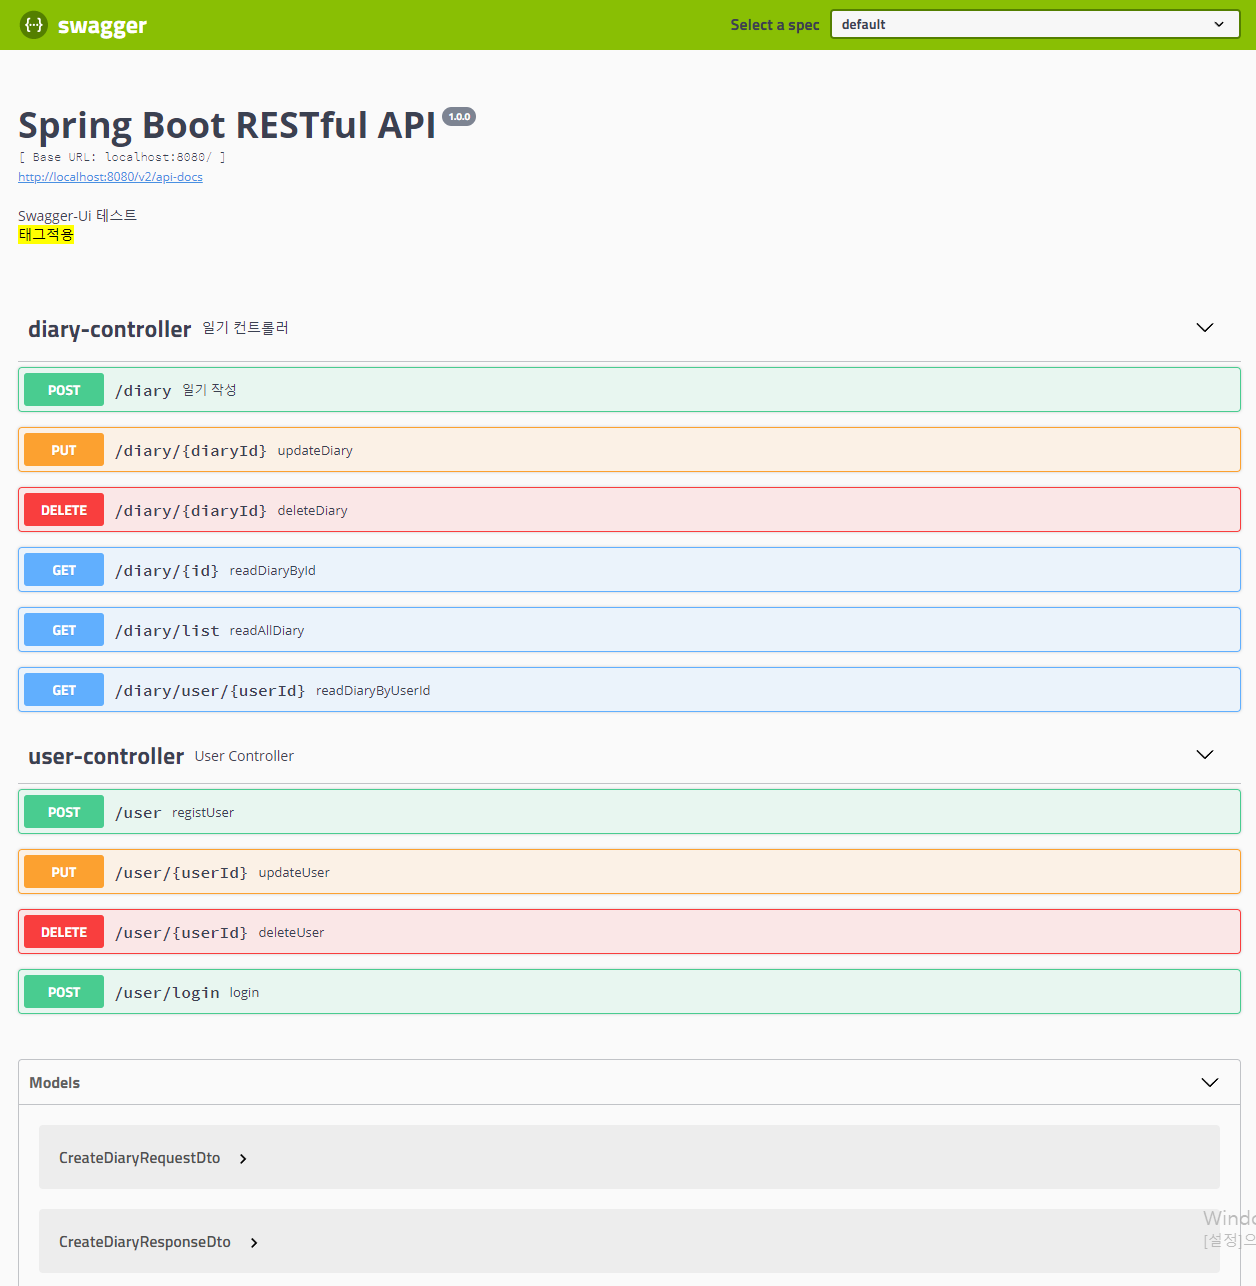 swagger
Select a spec default
Spring Boot RESTful API 1.0.0
[ Base URL: localhost:8080/ ]
http://localhost:8080/v2/api-docs
Swagger-Ui 테스트
태그적용
diary-controller 일기 컨트롤러
POST /diary 일기 작성
PUT /diary/{diaryId} updateDiary
DELETE /diary/{diaryId} deleteDiary
GET /diary/{id} readDiaryById
GET /diary/list readAllDiary
GET /diary/user/{userId} readDiaryByUserId
user-controller User Controller
POST /user registUser
PUT /user/{userId} updateUser
DELETE /user/{userId} deleteUser
POST /user/login login
Models
CreateDiaryRequestDto
CreateDiaryResponseDto
[설정]으